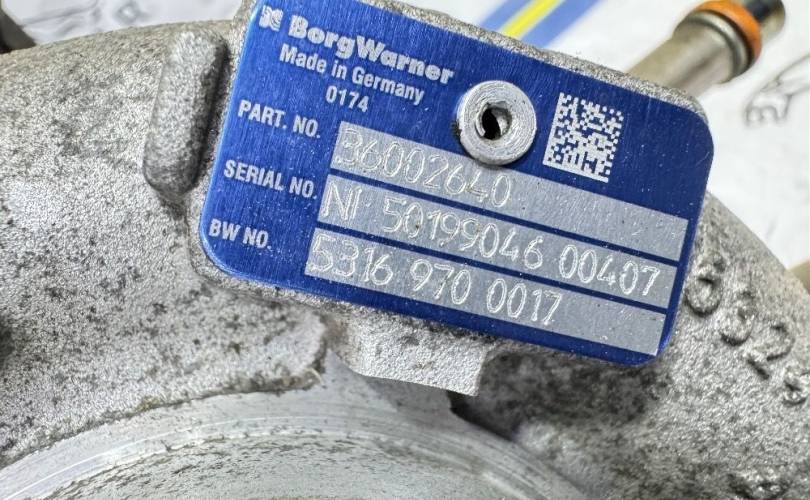 BorgWarner
Made in Germany
0174
PART. NO. 36002640
SERIAL NO. NI 50199046 00407
BW NO. 5316 970 0017